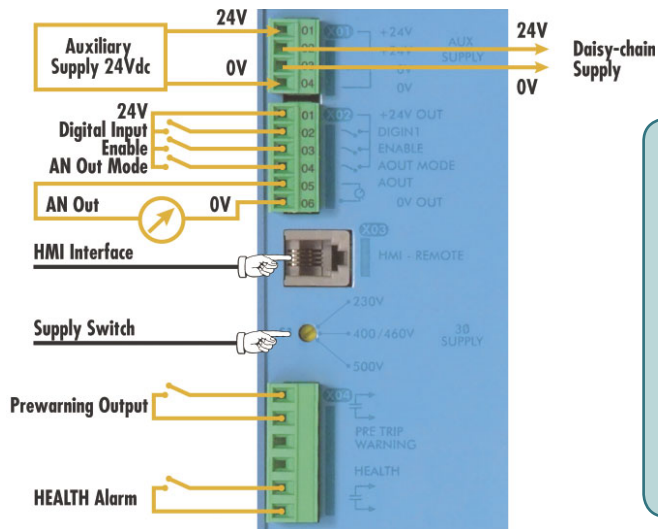 24V
0V
Auxiliary
Supply 24Vdc
01
02
03
04
X01
+24V
+24V
0V
0V
AUX
SUPPLY
24V
0V
Daisy-chain
Supply
24V
Digital Input
Enable
AN Out Mode
AN Out
0V
01
02
03
04
05
06
X02
+24V OUT
DIGIN1
ENABLE
AOUT MODE
AOUT
0V OUT
HMI Interface
X03
HMI - REMOTE
Supply Switch
230V
400/460V
500V
3Ø
SUPPLY
Prewarning Output
X04
PRE TRIP
WARNING
HEALTH
HEALTH Alarm